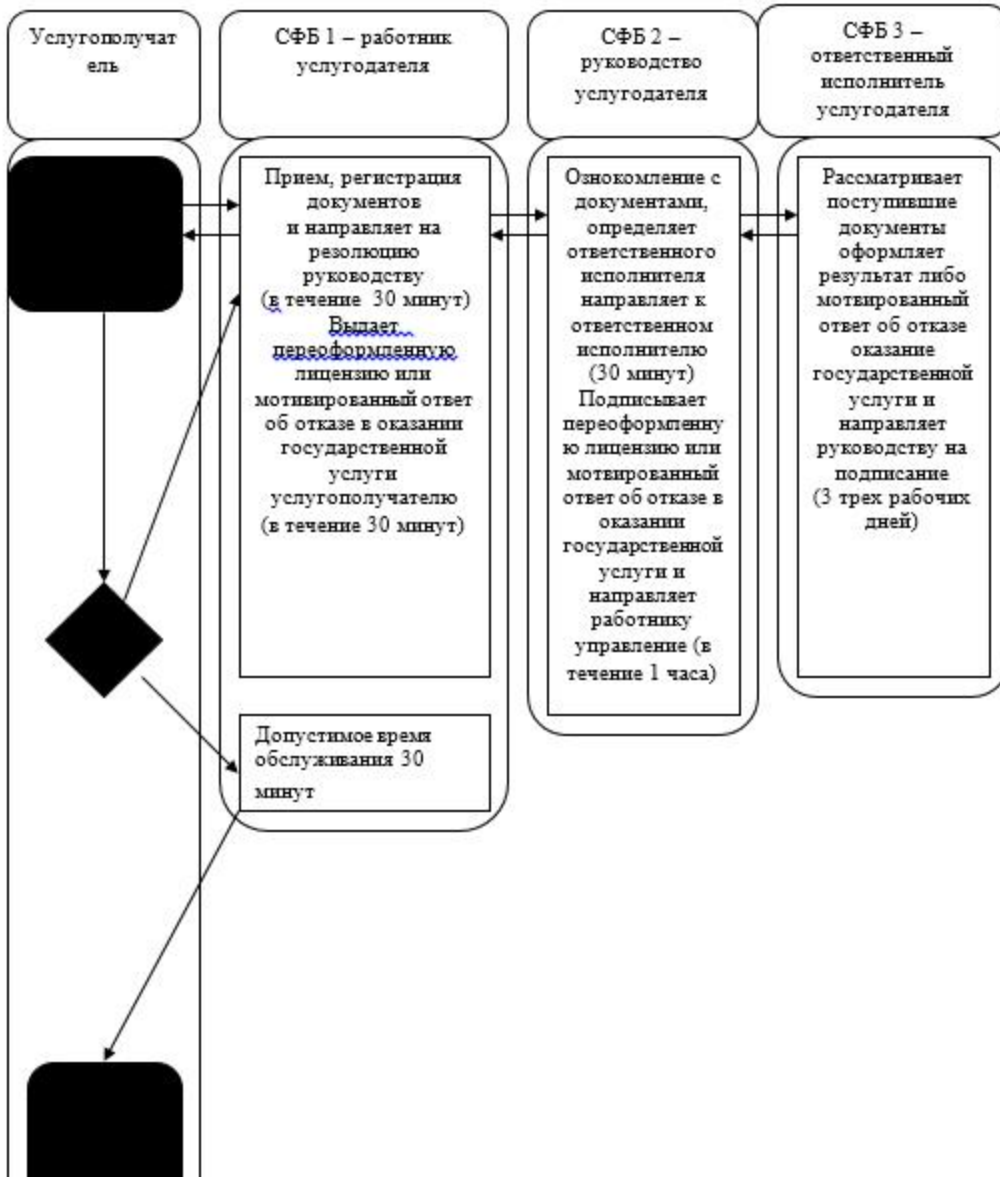 Услугополучат
ель
СФБ 1 – работник
услугодателя
СФБ 2 –
руководство
услугодателя
СФБ 3 –
ответственный
исполнитель
услугодателя
Прием, регистрация
документов
и направляет на
резолюцию
руководству
(в течение 30 минут)
Выдает
переоформленную
лицензию или
мотивированный ответ
об отказе в оказании
государственной
услуги
услугополучателю
(в течение 30 минут)
Допустимое время
обслуживания 30
минут
Ознокомление с
документами,
определяет
ответственного
исполнителя
направляет к
ответственном
исполнителю
(30 минут)
Подписывает
переоформленну
ю лицензию или
мотвированный
ответ об отказе в
оказании
государственной
услуги и
направляет
работнику
управление (в
течение 1 часа)
Рассматривает
поступившие
документы
оформляет
результат либо
мотвированный
ответ об отказе
оказание
государственной
услуги и
направляет
руководству на
подписание
(3 трех рабочих
дней)